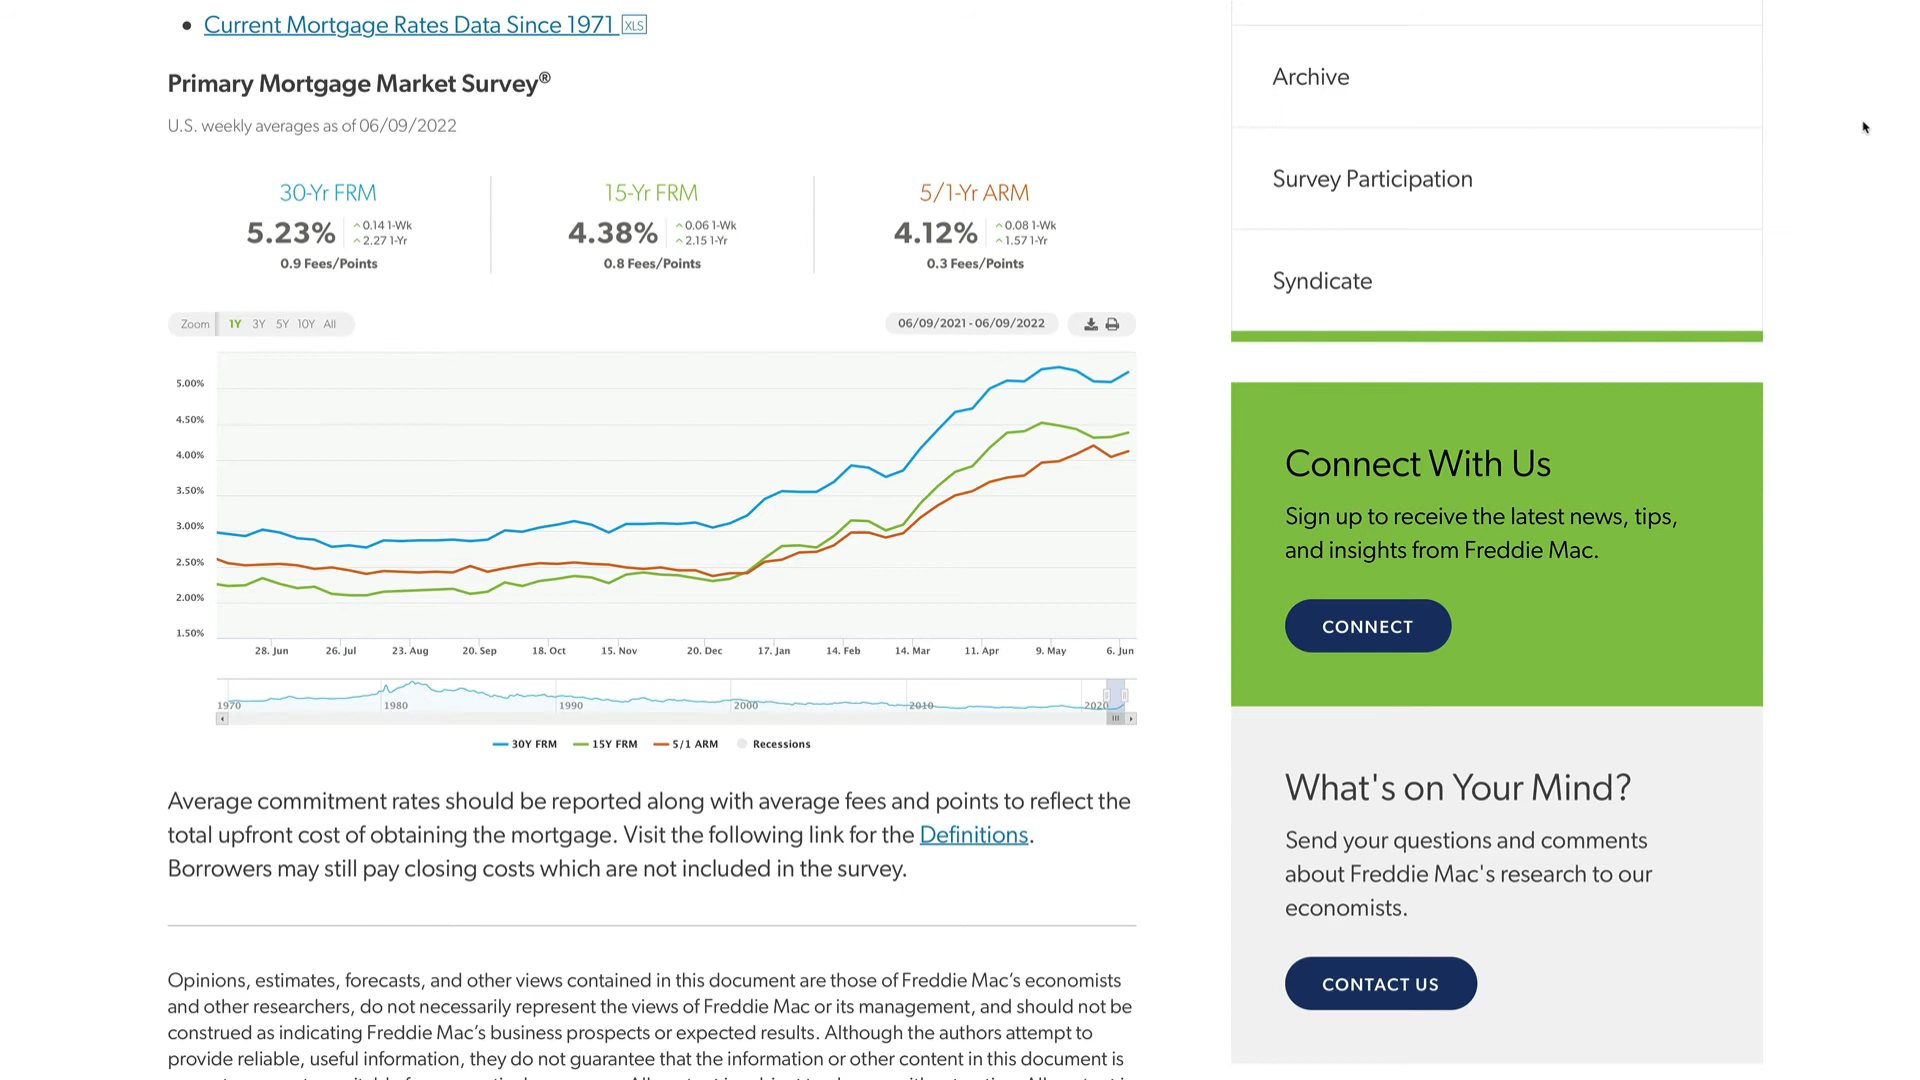 Current Mortgage Rates Data Since 1971 XLS
Primary Mortgage Market Survey®
U.S. weekly averages as of 06/09/2022
30-Yr FRM
5.23%
^0.14 1-Wk
^2.27 1-Yr
0.9 Fees/Points
15-Yr FRM
4.38%
^0.06 1-Wk
^2.15 1-Yr
0.8 Fees/Points
5/1-Yr ARM
4.12%
^0.08 1-Wk
^1.57 1-Yr
0.3 Fees/Points
Zoom 1Y 3Y 5Y 10Y All
06/09/2021 - 06/09/2022
5.00%
4.50%
4.00%
3.50%
3.00%
2.50%
2.00%
1.50%
28. Jun 26. Jul 23. Aug 20. Sep 18. Oct 15. Nov 20. Dec 17. Jan 14. Feb 14. Mar 11. Apr 9. May 6. Jun
1970 1980 1990 2000 2010 2020
30Y FRM 15Y FRM 5/1 ARM Recessions
Average commitment rates should be reported along with average fees and points to reflect the
total upfront cost of obtaining the mortgage. Visit the following link for the Definitions.
Borrowers may still pay closing costs which are not included in the survey.
Opinions, estimates, forecasts, and other views contained in this document are those of Freddie Mac’s economists
and other researchers, do not necessarily represent the views of Freddie Mac or its management, and should not be
construed as indicating Freddie Mac’s business prospects or expected results. Although the authors attempt to
provide reliable, useful information, they do not guarantee that the information or other content in this document is
Archive
Survey Participation
Syndicate
Connect With Us
Sign up to receive the latest news, tips,
and insights from Freddie Mac.
CONNECT
What's on Your Mind?
Send your questions and comments
about Freddie Mac's research to our
economists.
CONTACT US